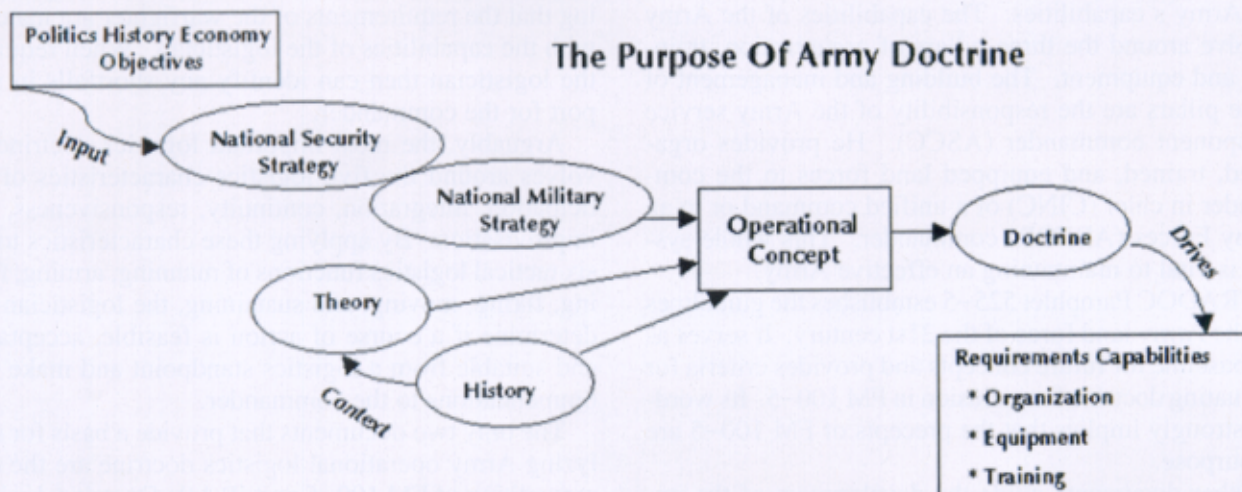 Politics History Economy
Objectives
The Purpose Of Army Doctrine
Input
National Security
Strategy
National Military
Strategy
Operational
Concept
Doctrine
Drives
Theory
History
Context
Requirements Capabilities
* Organization
* Equipment
* Training